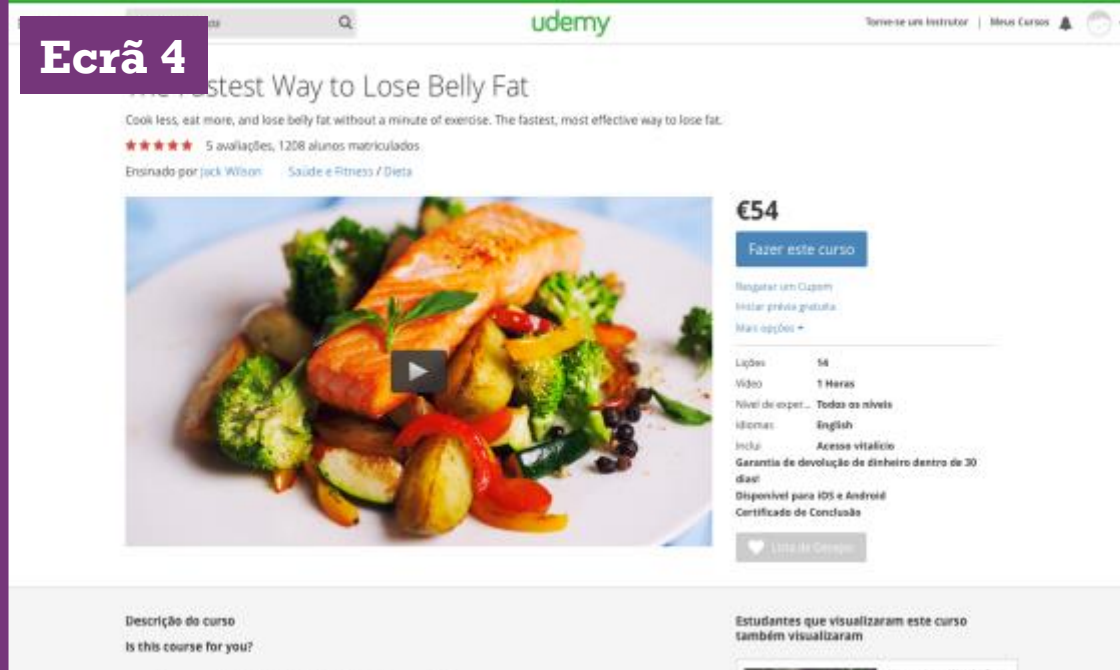 Ecrã 4
udemy
Torne-se um Instrutor | Meus Cursos
stest Way to Lose Belly Fat
Cook less, eat more, and lose belly fat without a minute of exercise. The fastest, most effective way to lose fat.
5 avaliações, 1208 alunos matriculados
Ensinado por Jack Wilson Saúde e Fitness / Dieta
€54
Fazer este curso
Resgatar um Cupom
Iniciar prévia gratuita
Mais opções
Lições 14
Vídeo 1 Horas
Nível de exper... Todos os níveis
Idiomas English
Inclui Acesso vitalício
Garantia de devolução de dinheiro dentro de 30
dias!
Disponível para iOS e Android
Certificado de Conclusão
Lista de Desejos
Descrição do curso
Is this course for you?
Estudantes que visualizaram este curso
também visualizaram